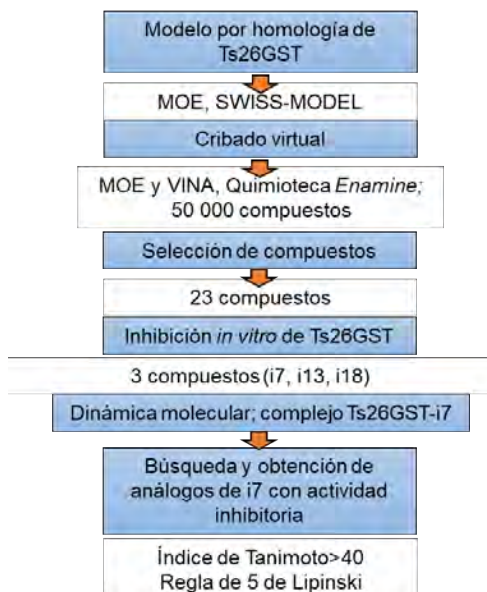 Modelo por homología de
Ts26GST
MOE, SWISS-MODEL
Cribado virtual
MOE y VINA, Quimioteca Enamine;
50 000 compuestos
Selección de compuestos
23 compuestos
Inhibición in vitro de Ts26GST
3 compuestos (i7, i13, i18)
Dinámica molecular; complejo Ts26GST-i7
Búsqueda y obtención de
análogos de i7 con actividad
inhibitoria
Índice de Tanimoto>40
Regla de 5 de Lipinski